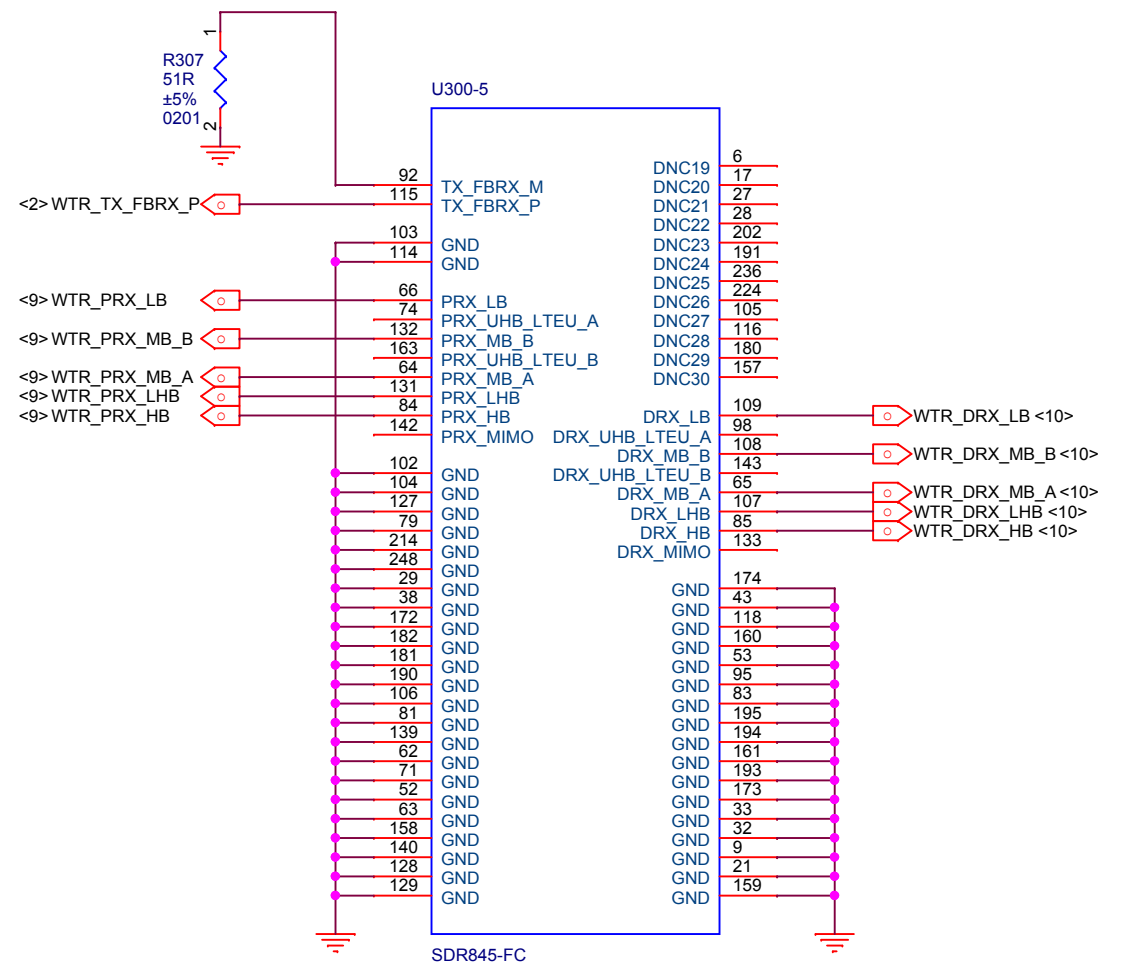 1
R307
51R
±5%
0201
2
U300-5
92 TX_FBRX_M
<2> WTR_TX_FBRX_P 115 TX_FBRX_P
103 GND
114 GND
<9> WTR_PRX_LB 66 PRX_LB
74 PRX_UHB_LTEU_A
<9> WTR_PRX_MB_B 132 PRX_MB_B
163 PRX_UHB_LTEU_B
<9> WTR_PRX_MB_A 64 PRX_MB_A
<9> WTR_PRX_LHB 131 PRX_LHB
<9> WTR_PRX_HB 84 PRX_HB
142 PRX_MIMO
102 GND
104 GND
127 GND
79 GND
214 GND
248 GND
29 GND
38 GND
172 GND
182 GND
181 GND
190 GND
106 GND
81 GND
139 GND
62 GND
71 GND
52 GND
63 GND
158 GND
140 GND
128 GND
129 GND
DNC19 6
DNC20 17
DNC21 27
DNC22 28
DNC23 202
DNC24 191
DNC25 236
DNC26 224
DNC27 105
DNC28 116
DNC29 180
DNC30 157
DRX_LB 109 WTR_DRX_LB <10>
DRX_UHB_LTEU_A 98
DRX_MB_B 108 WTR_DRX_MB_B <10>
DRX_UHB_LTEU_B 143
DRX_MB_A 65 WTR_DRX_MB_A <10>
DRX_LHB 107 WTR_DRX_LHB <10>
DRX_HB 85 WTR_DRX_HB <10>
DRX_MIMO 133
GND 174
GND 43
GND 118
GND 160
GND 53
GND 95
GND 83
GND 195
GND 194
GND 161
GND 193
GND 173
GND 33
GND 32
GND 9
GND 21
GND 159
SDR845-FC